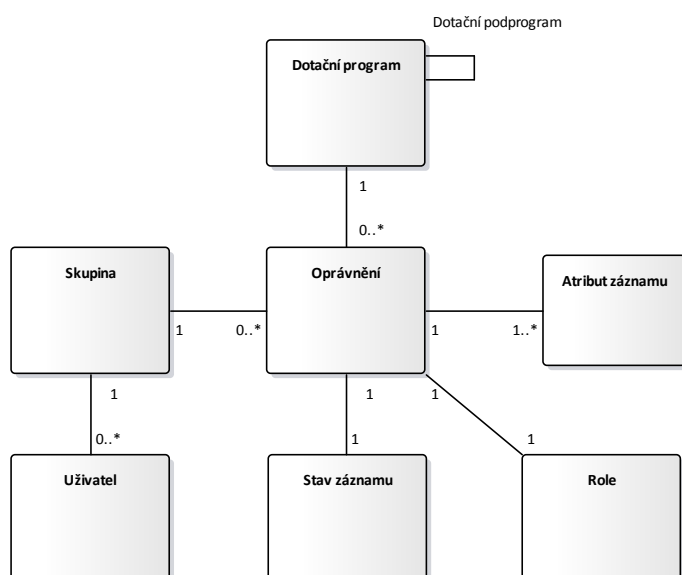 Dotační podprogram
Dotační program
1
0..*
Skupina
Oprávnění
Atribut záznamu
1
0..*
1
1..*
1
1
1
0..*
1
1
Uživatel
Stav záznamu
Role